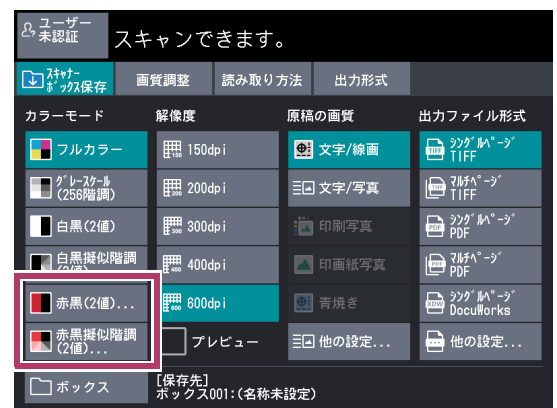 ユーザー
未認証
スキャンできます。
スキャナー
ボックス保存
画質調整
読み取り方法
出力形式
カラーモード
解像度
原稿の画質
出力ファイル形式
フルカラー
150dpi
文字/線画
シングルページ
TIFF
グレースケール
(256階調)
200dpi
文字/写真
マルチページ
TIFF
白黒(2値)
300dpi
印刷写真
シングルページ
PDF
白黒擬似階調
(2値)
400dpi
印画紙写真
マルチページ
PDF
赤黒(2値)...
600dpi
青焼き
シングルページ
DocuWorks
赤黒擬似階調
(2値)...
プレビュー
他の設定...
他の設定...
ボックス
[保存先]
ボックス001:(名称未設定)